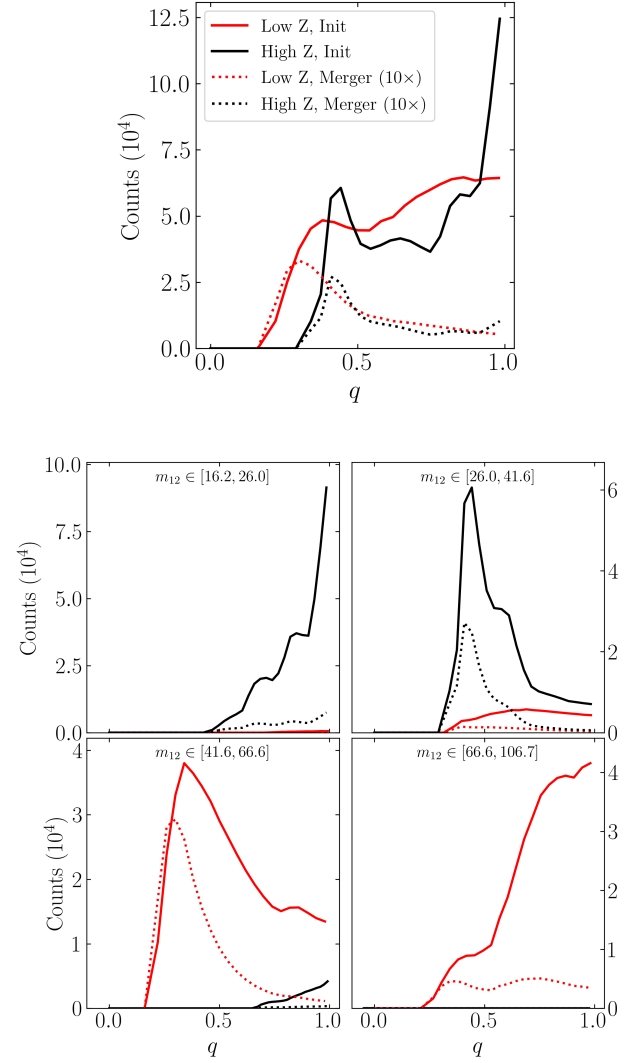 12.5
10.0
7.5
5.0
2.5
0.0
Counts (10⁴)
Low Z, Init
High Z, Init
Low Z, Merger (10×)
High Z, Merger (10×)
0.0 0.5 1.0
q
10.0
7.5
5.0
2.5
0.0
Counts (10⁴)
m₁₂ ∈ [16.2, 26.0]
m₁₂ ∈ [26.0, 41.6]
6
4
2
0
4
3
2
1
0
Counts (10⁴)
m₁₂ ∈ [41.6, 66.6]
m₁₂ ∈ [66.6, 106.7]
4
3
2
1
0
0.0 0.5 1.0
0.0 0.5 1.0
q
q